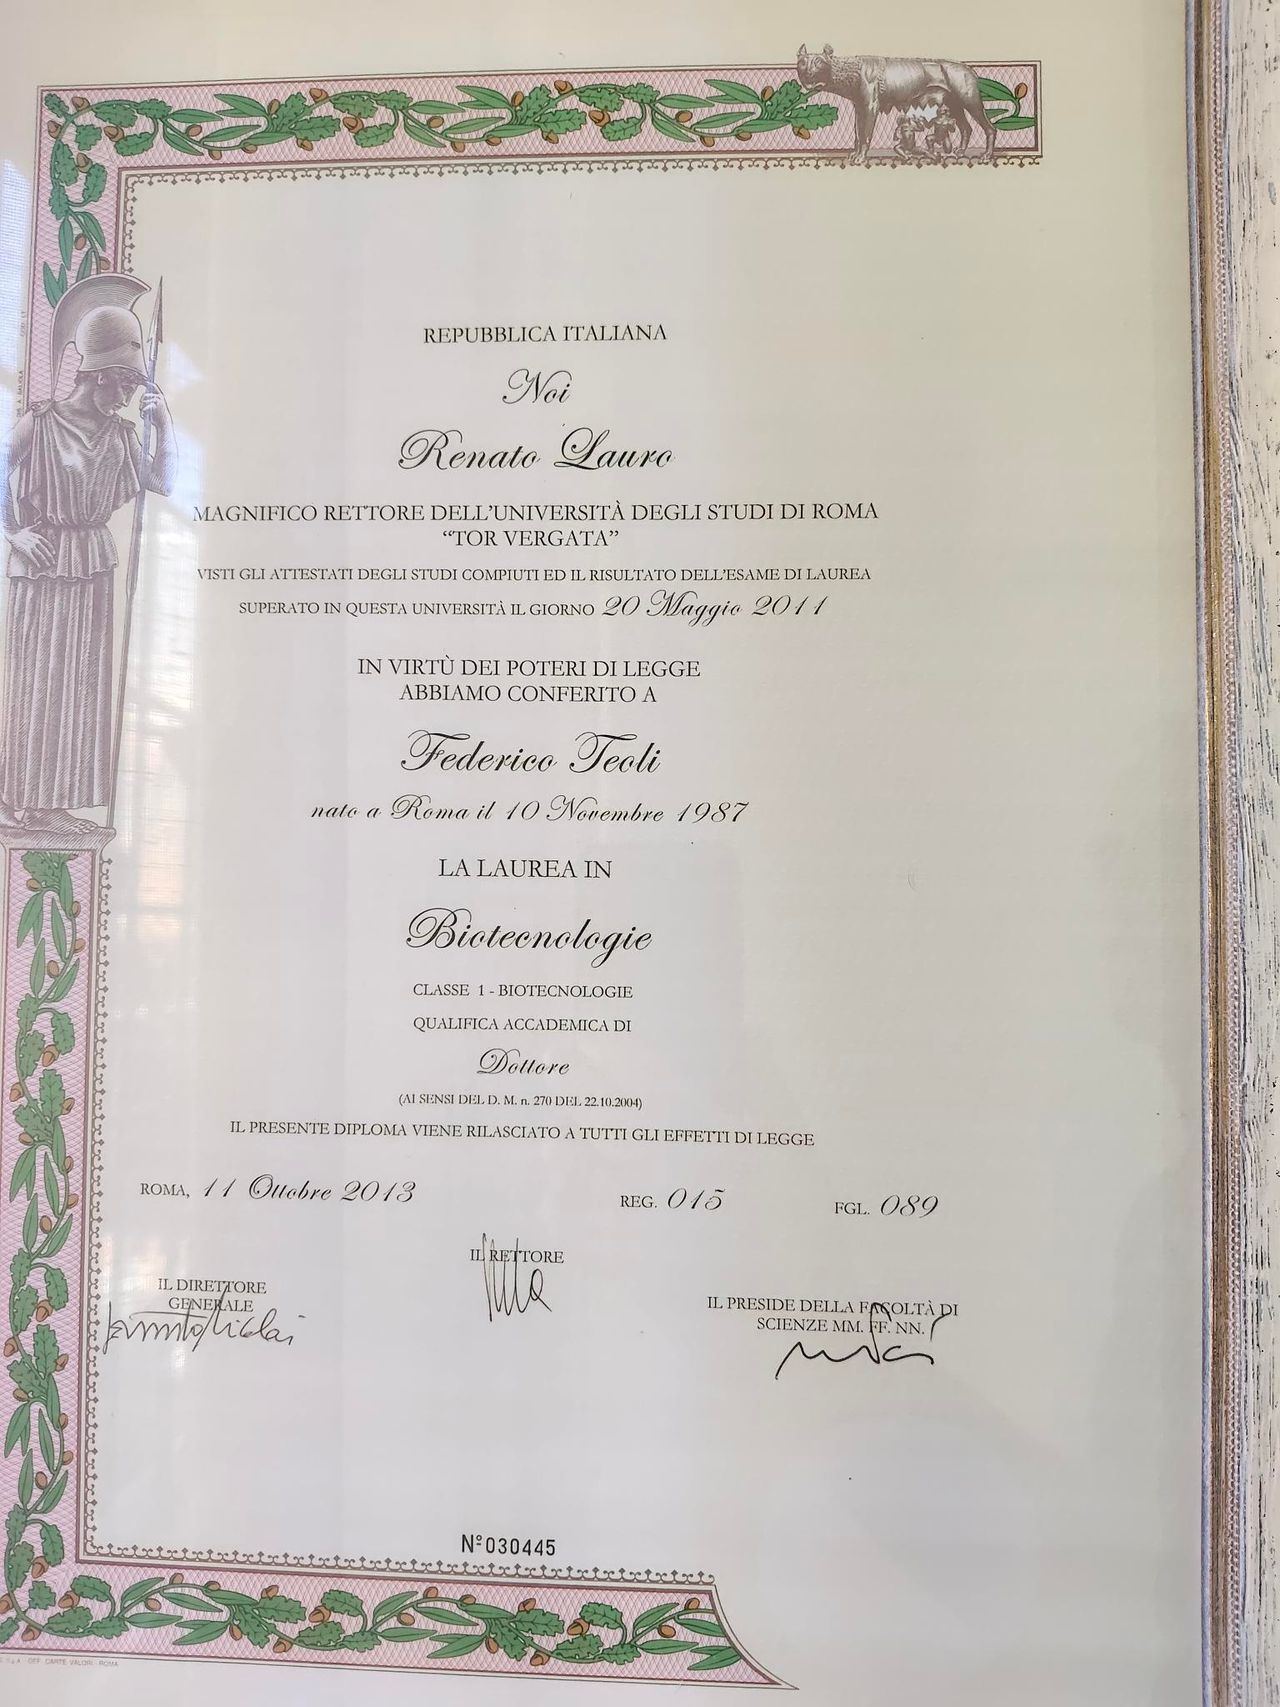 REPUBBLICA ITALIANA
Noi
Renato Lauro
MAGNIFICO RETTORE DELL'UNIVERSITÀ DEGLI STUDI DI ROMA
"TOR VERGATA"
VISTI GLI ATTESTATI DEGLI STUDI COMPIUTI ED IL RISULTATO DELL'ESAME DI LAUREA
SUPERATO IN QUESTA UNIVERSITÀ IL GIORNO 20 Maggio 2011
IN VIRTÙ DEI POTERI DI LEGGE
ABBIAMO CONFERITO A
Federico Teoli
nato a Roma il 10 Novembre 1987
LA LAUREA IN
Biotecnologie
CLASSE 1 - BIOTECNOLOGIE
QUALIFICA ACCADEMICA DI
Dottore
(AI SENSI DEL D. M. n. 270 DEL 22.10.2004)
IL PRESENTE DIPLOMA VIENE RILASCIATO A TUTTI GLI EFFETTI DI LEGGE
ROMA, 11 Ottobre 2013 REG. 015 FGL. 089
IL RETTORE
IL DIRETTORE
GENERALE
IL PRESIDE DELLA FACOLTÀ DI
SCIENZE MM. FF. NN.
Nº030445
OFF. CARTE VALORI - ROMA